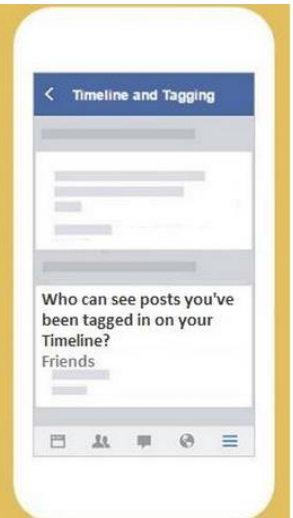 Timeline and Tagging
Who can see posts you've
been tagged in on your
Timeline?
Friends